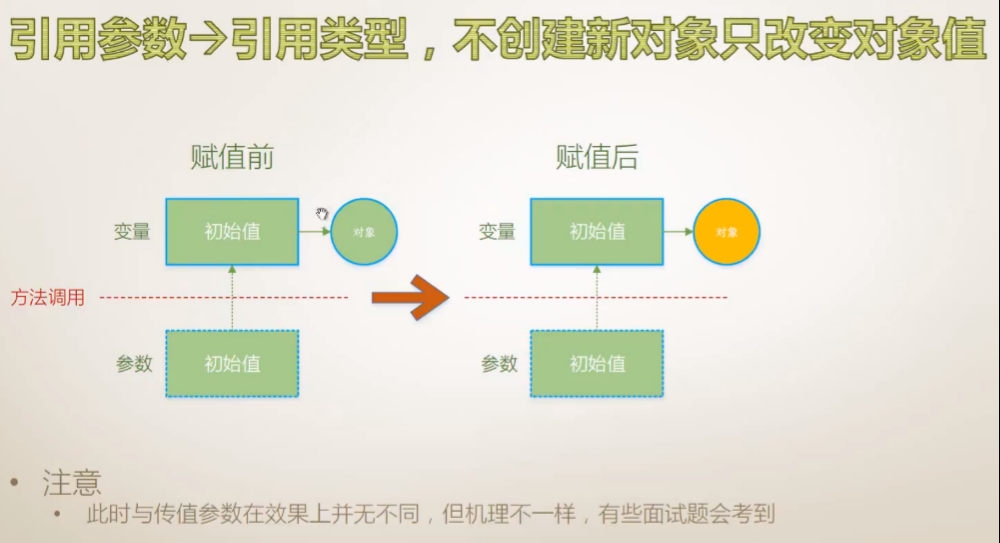 引用参数→引用类型，不创建新对象只改变对象值
赋值前
赋值后
变量
初始值
对象
变量
初始值
对象
方法调用
参数
初始值
参数
初始值
• 注意
• 此时与传值参数在效果上并无不同，但机理不一样，有些面试题会考到